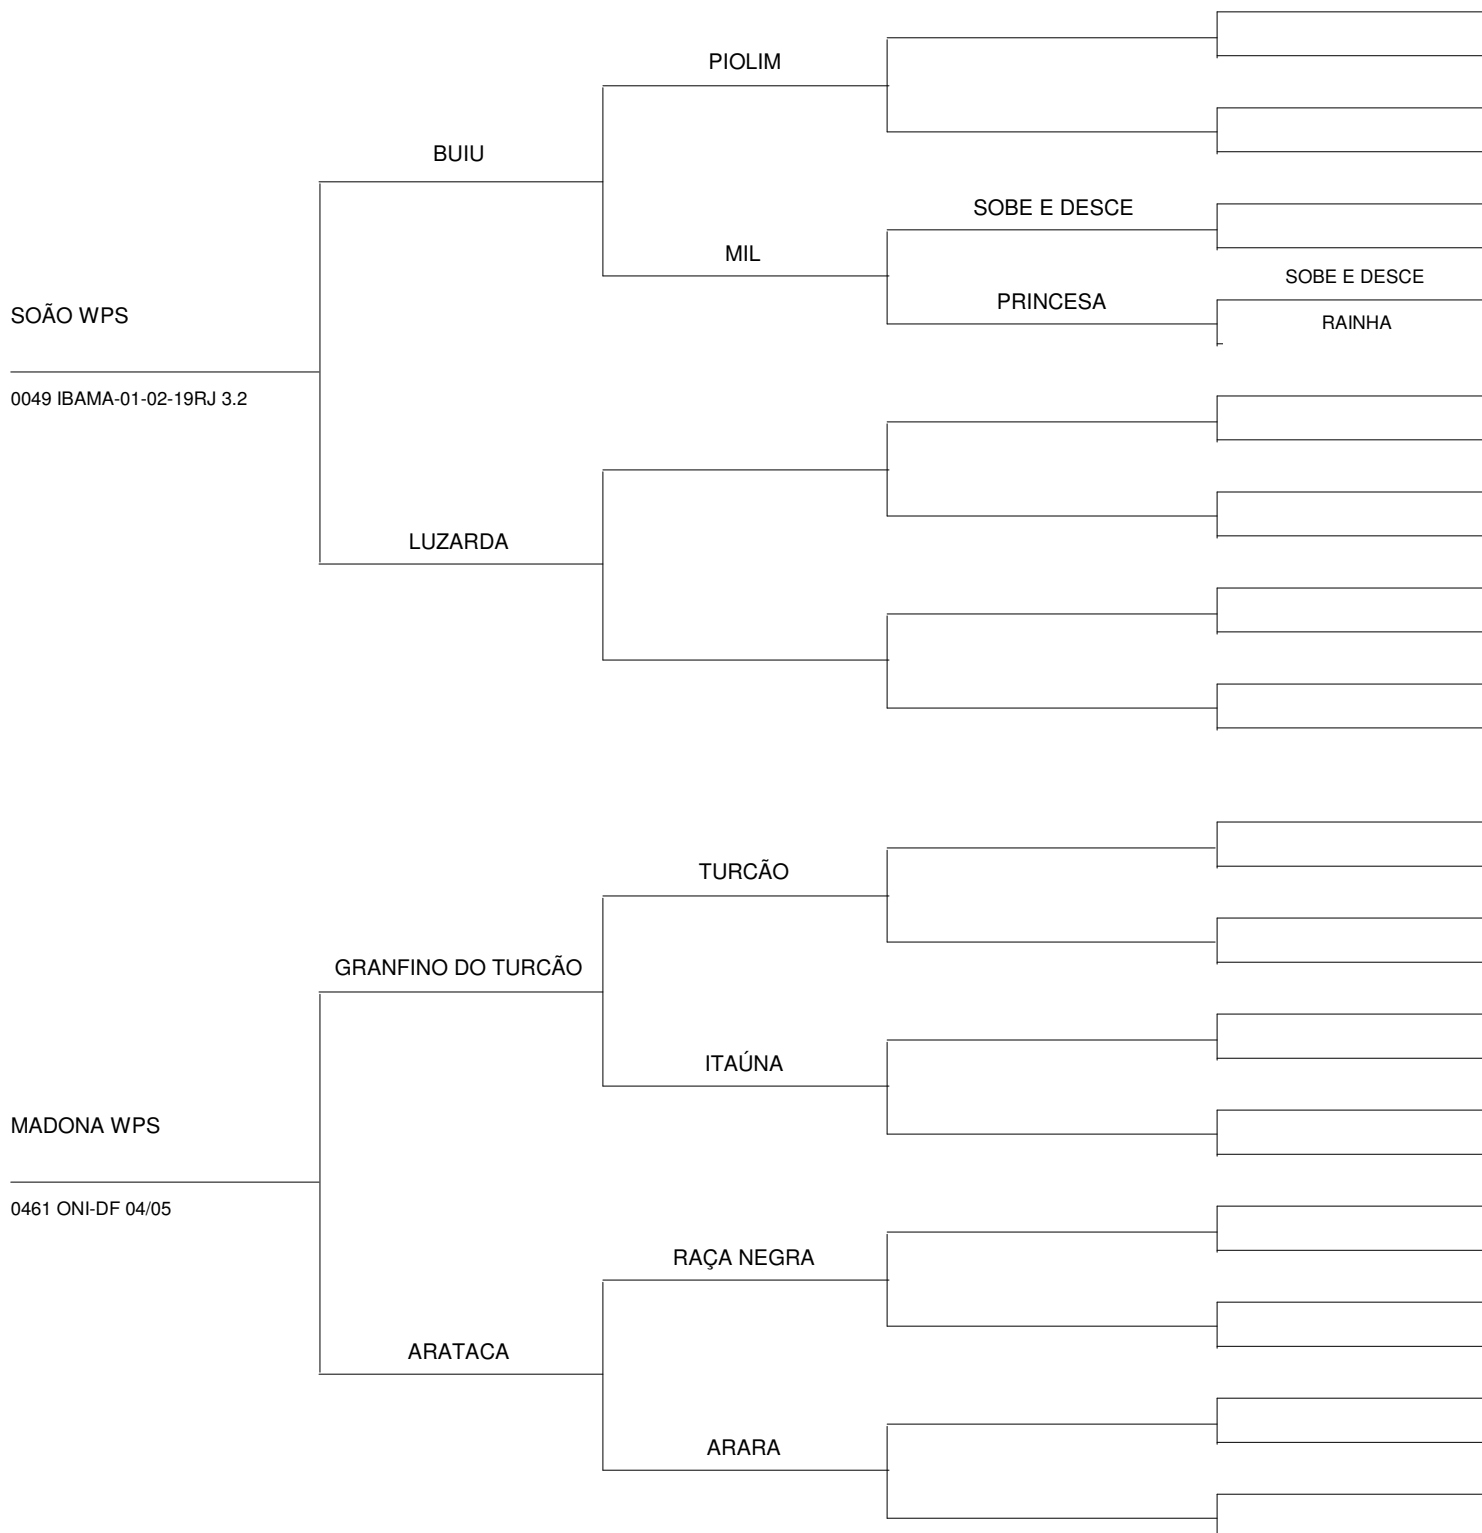 PIOLIM
BUIU
SOBE E DESCE
MIL
SOBE E DESCE
PRINCESA
SOÃO WPS
RAINHA
0049 IBAMA-01-02-19RJ 3.2
LUZARDA
TURCÃO
GRANFINO DO TURCÃO
ITAÚNA
MADONA WPS
0461 ONI-DF 04/05
RAÇA NEGRA
ARATACA
ARARA